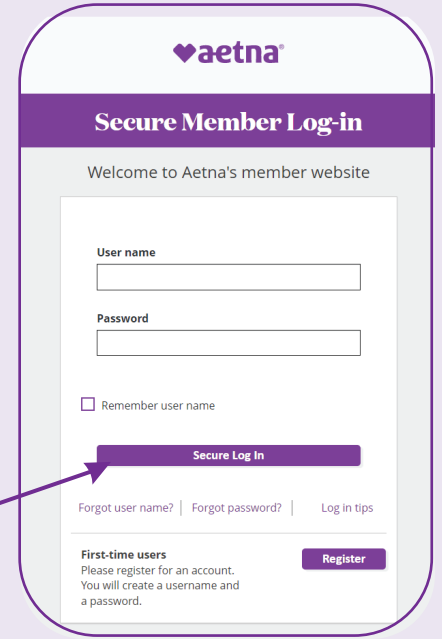 aetna®
Secure Member Log-in
Welcome to Aetna's member website
User name
Password
Remember user name
Secure Log In
Forgot user name? | Forgot password? | Log in tips
First-time users
Please register for an account.
You will create a username and
a password.
Register